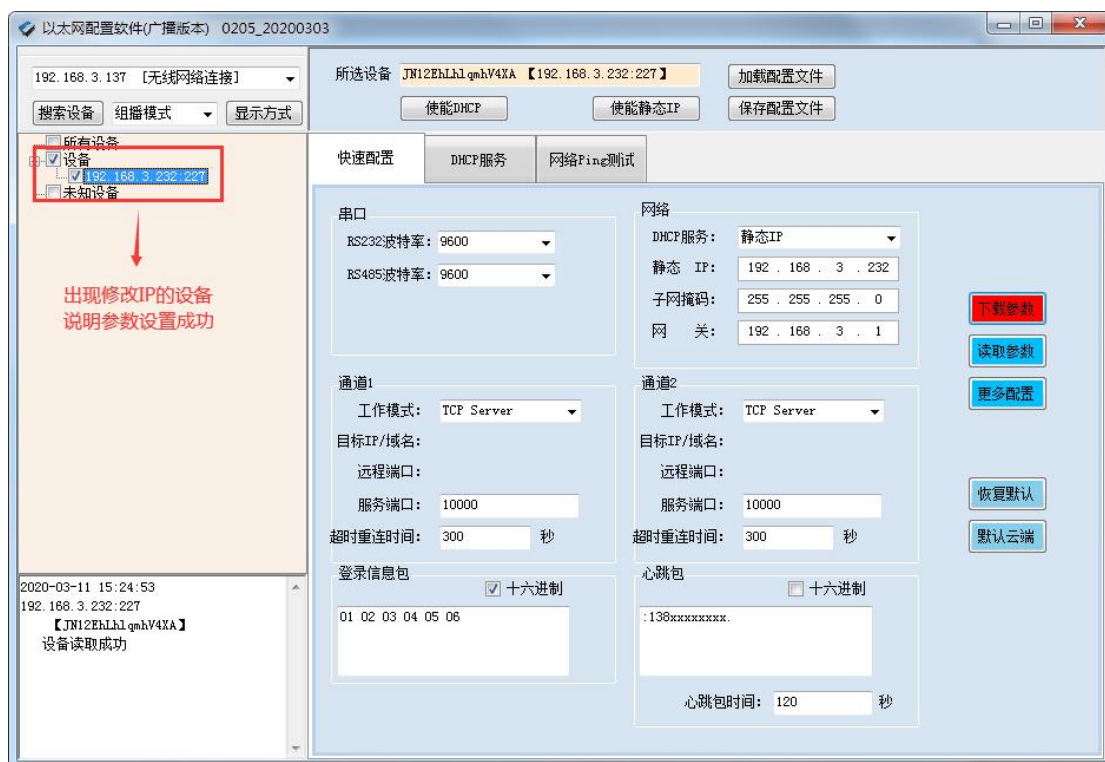 以太网配置软件(广播版本) 0205_20200303
192.168.3.137 [无线网络连接]
搜索设备 组播模式 显示方式
所选设备 JN12EhLhlqmhV4XA 【192.168.3.232:227】 加载配置文件
使能DHCP 使能静态IP 保存配置文件
所有设备
设备
192.168.3.232:227
未知设备
出现修改IP的设备
说明参数设置成功
快速配置 DHCP服务 网络Ping测试
串口
RS232波特率: 9600
RS485波特率: 9600
网络
DHCP服务: 静态IP
静态 IP: 192 . 168 . 3 . 232
子网掩码: 255 . 255 . 255 . 0
网 关: 192 . 168 . 3 . 1
下载参数
读取参数
更多配置
恢复默认
默认云端
通道1
工作模式: TCP Server
目标IP/域名:
远程端口:
服务端口: 10000
超时重连时间: 300 秒
通道2
工作模式: TCP Server
目标IP/域名:
远程端口:
服务端口: 10000
超时重连时间: 300 秒
登录信息包 十六进制
01 02 03 04 05 06
心跳包 十六进制
:138xxxxxxxx.
心跳包时间: 120 秒
2020-03-11 15:24:53
192.168.3.232:227
【JN12EhLhlqmhV4XA】
设备读取成功